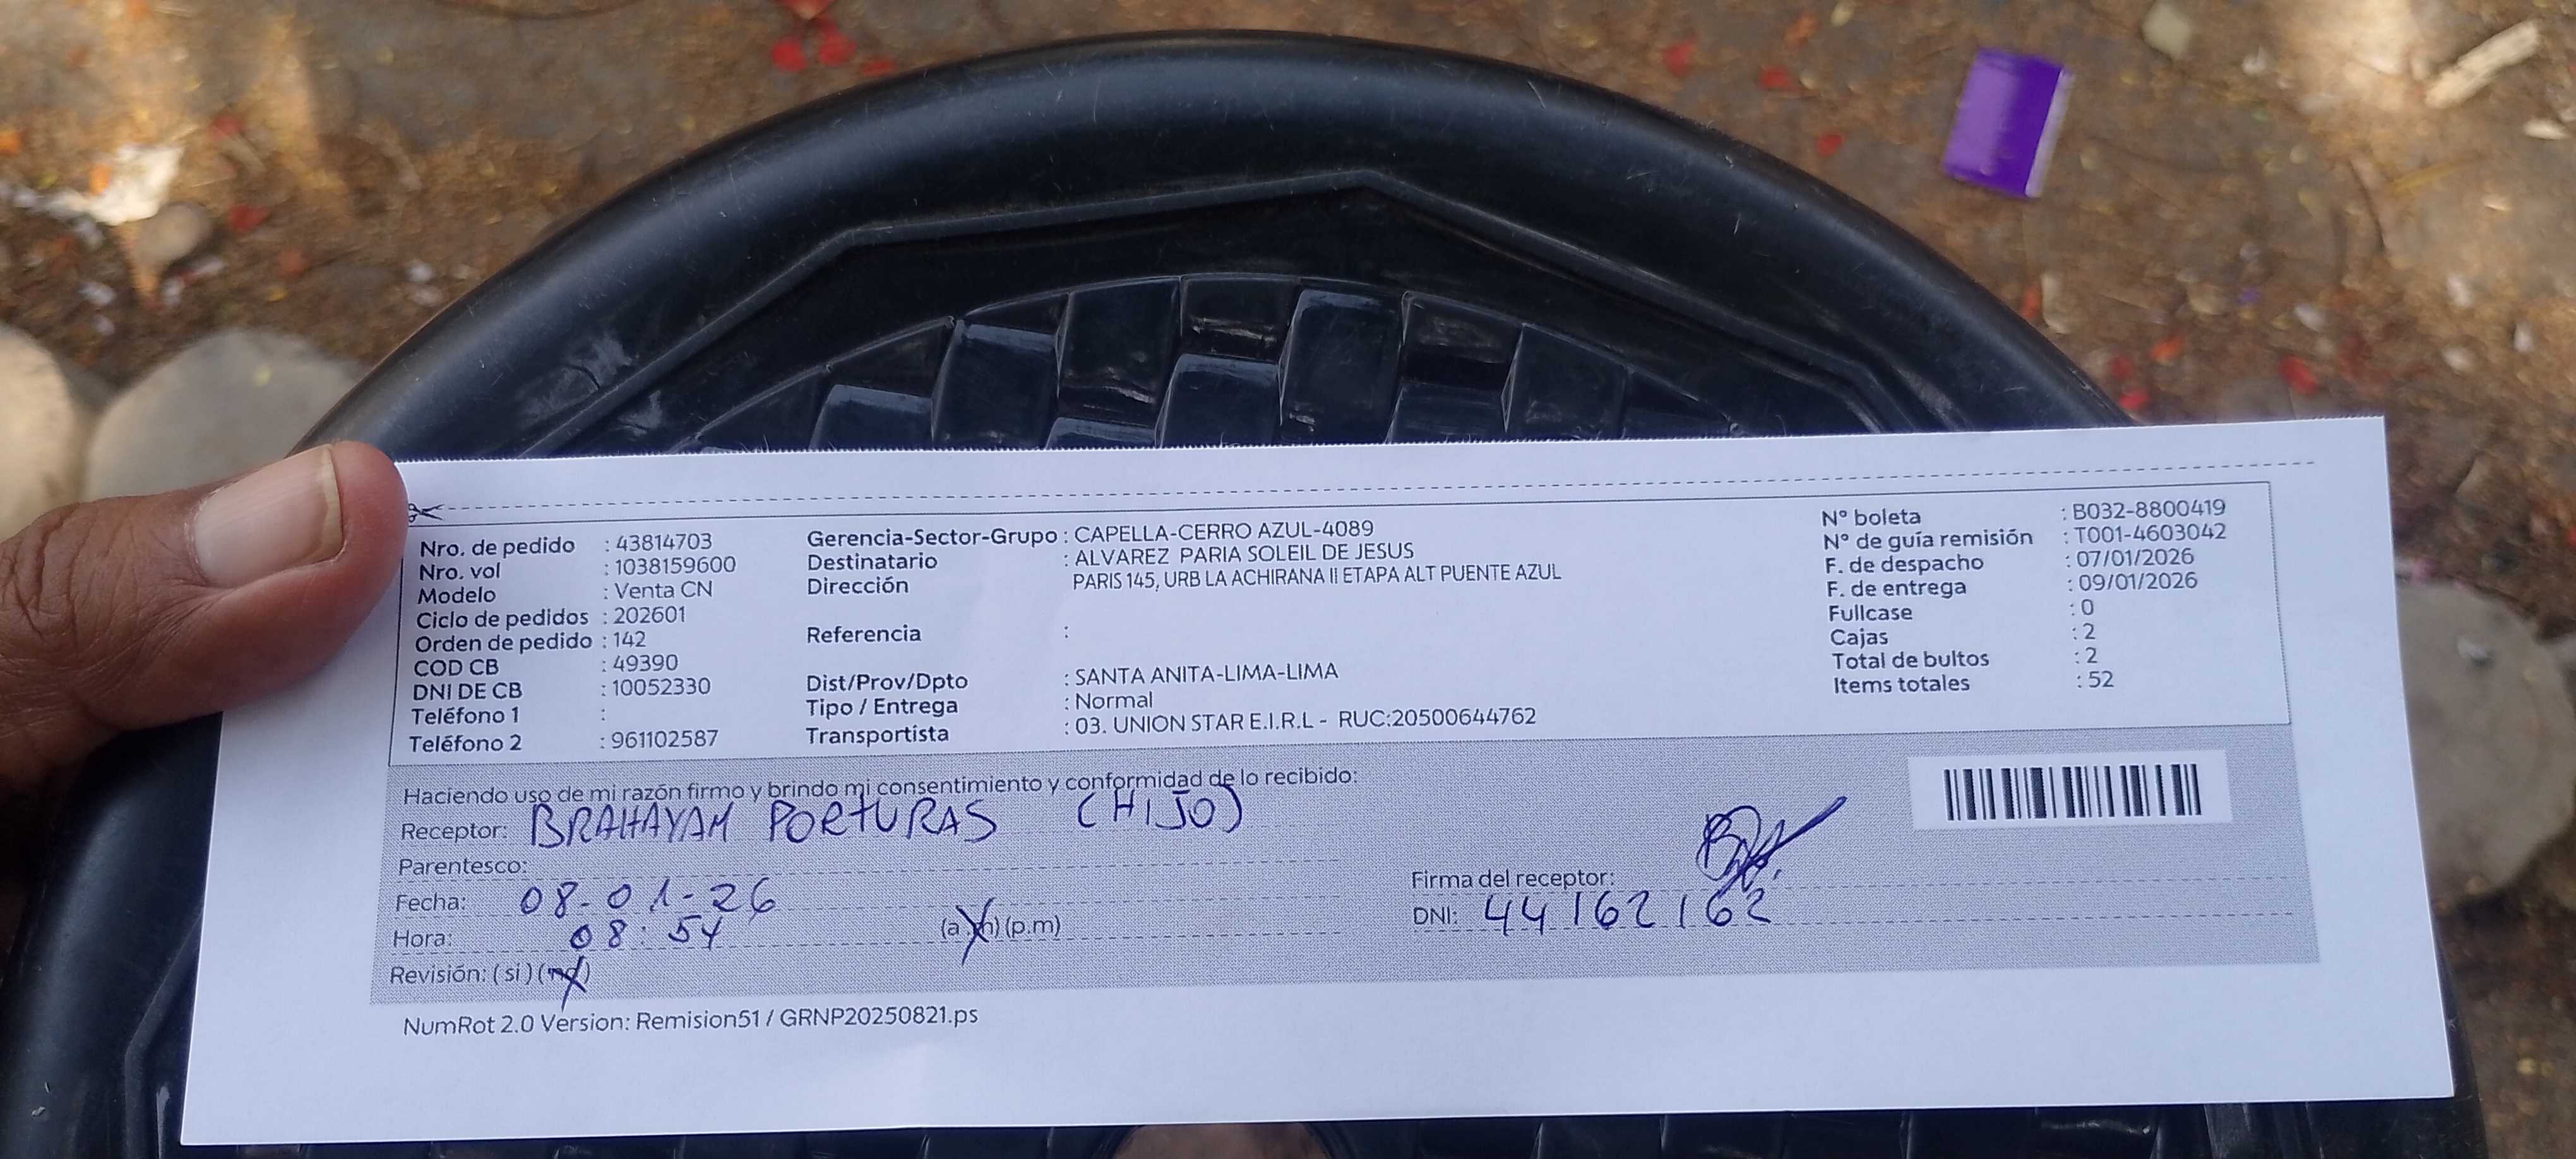 Nro. de pedido : 43814703
Nro. vol : 1038159600
Modelo : Venta CN
Ciclo de pedidos : 202601
Orden de pedido : 142
COD CB : 49390
DNI DE CB : 10052330
Teléfono 1 :
Teléfono 2 : 961102587
Gerencia-Sector-Grupo : CAPELLA-CERRO AZUL-4089
Destinatario : ALVAREZ PARIA SOLEIL DE JESUS
Dirección PARIS 145, URB LA ACHIRANA II ETAPA ALT PUENTE AZUL
Referencia :
Dist/Prov/Dpto : SANTA ANITA-LIMA-LIMA
Tipo / Entrega : Normal
Transportista : 03. UNION STAR E.I.R.L - RUC:20500644762
N° boleta : B032-8800419
N° de guía remisión : T001-4603042
F. de despacho : 07/01/2026
F. de entrega : 09/01/2026
Fullcase : 0
Cajas : 2
Total de bultos : 2
Items totales : 52
Haciendo uso de mi razón firmo y brindo mi consentimiento y conformidad de lo recibido:
Receptor: BRAHAYAM PORTURAS (HIJO)
Parentesco:
Fecha: 08-01-26
Hora: 08:54 (a.m) (p.m)
Revisión: (si) (no)
Firma del receptor:
DNI: 44162162
NumRot 2.0 Version: Remision51 / GRNP20250821.ps